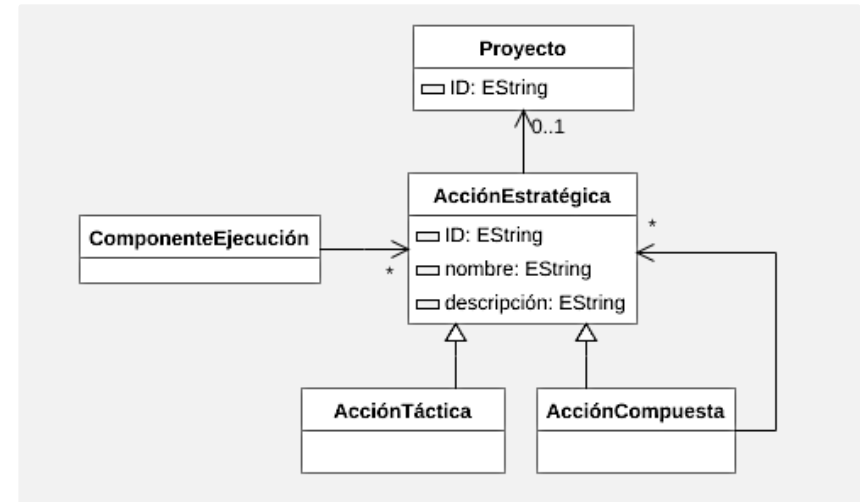 Proyecto
ID: EString
0..1
AcciónEstratégica
ID: EString
nombre: EString
descripción: EString
ComponenteEjecución
*
*
AcciónTáctica
AcciónCompuesta